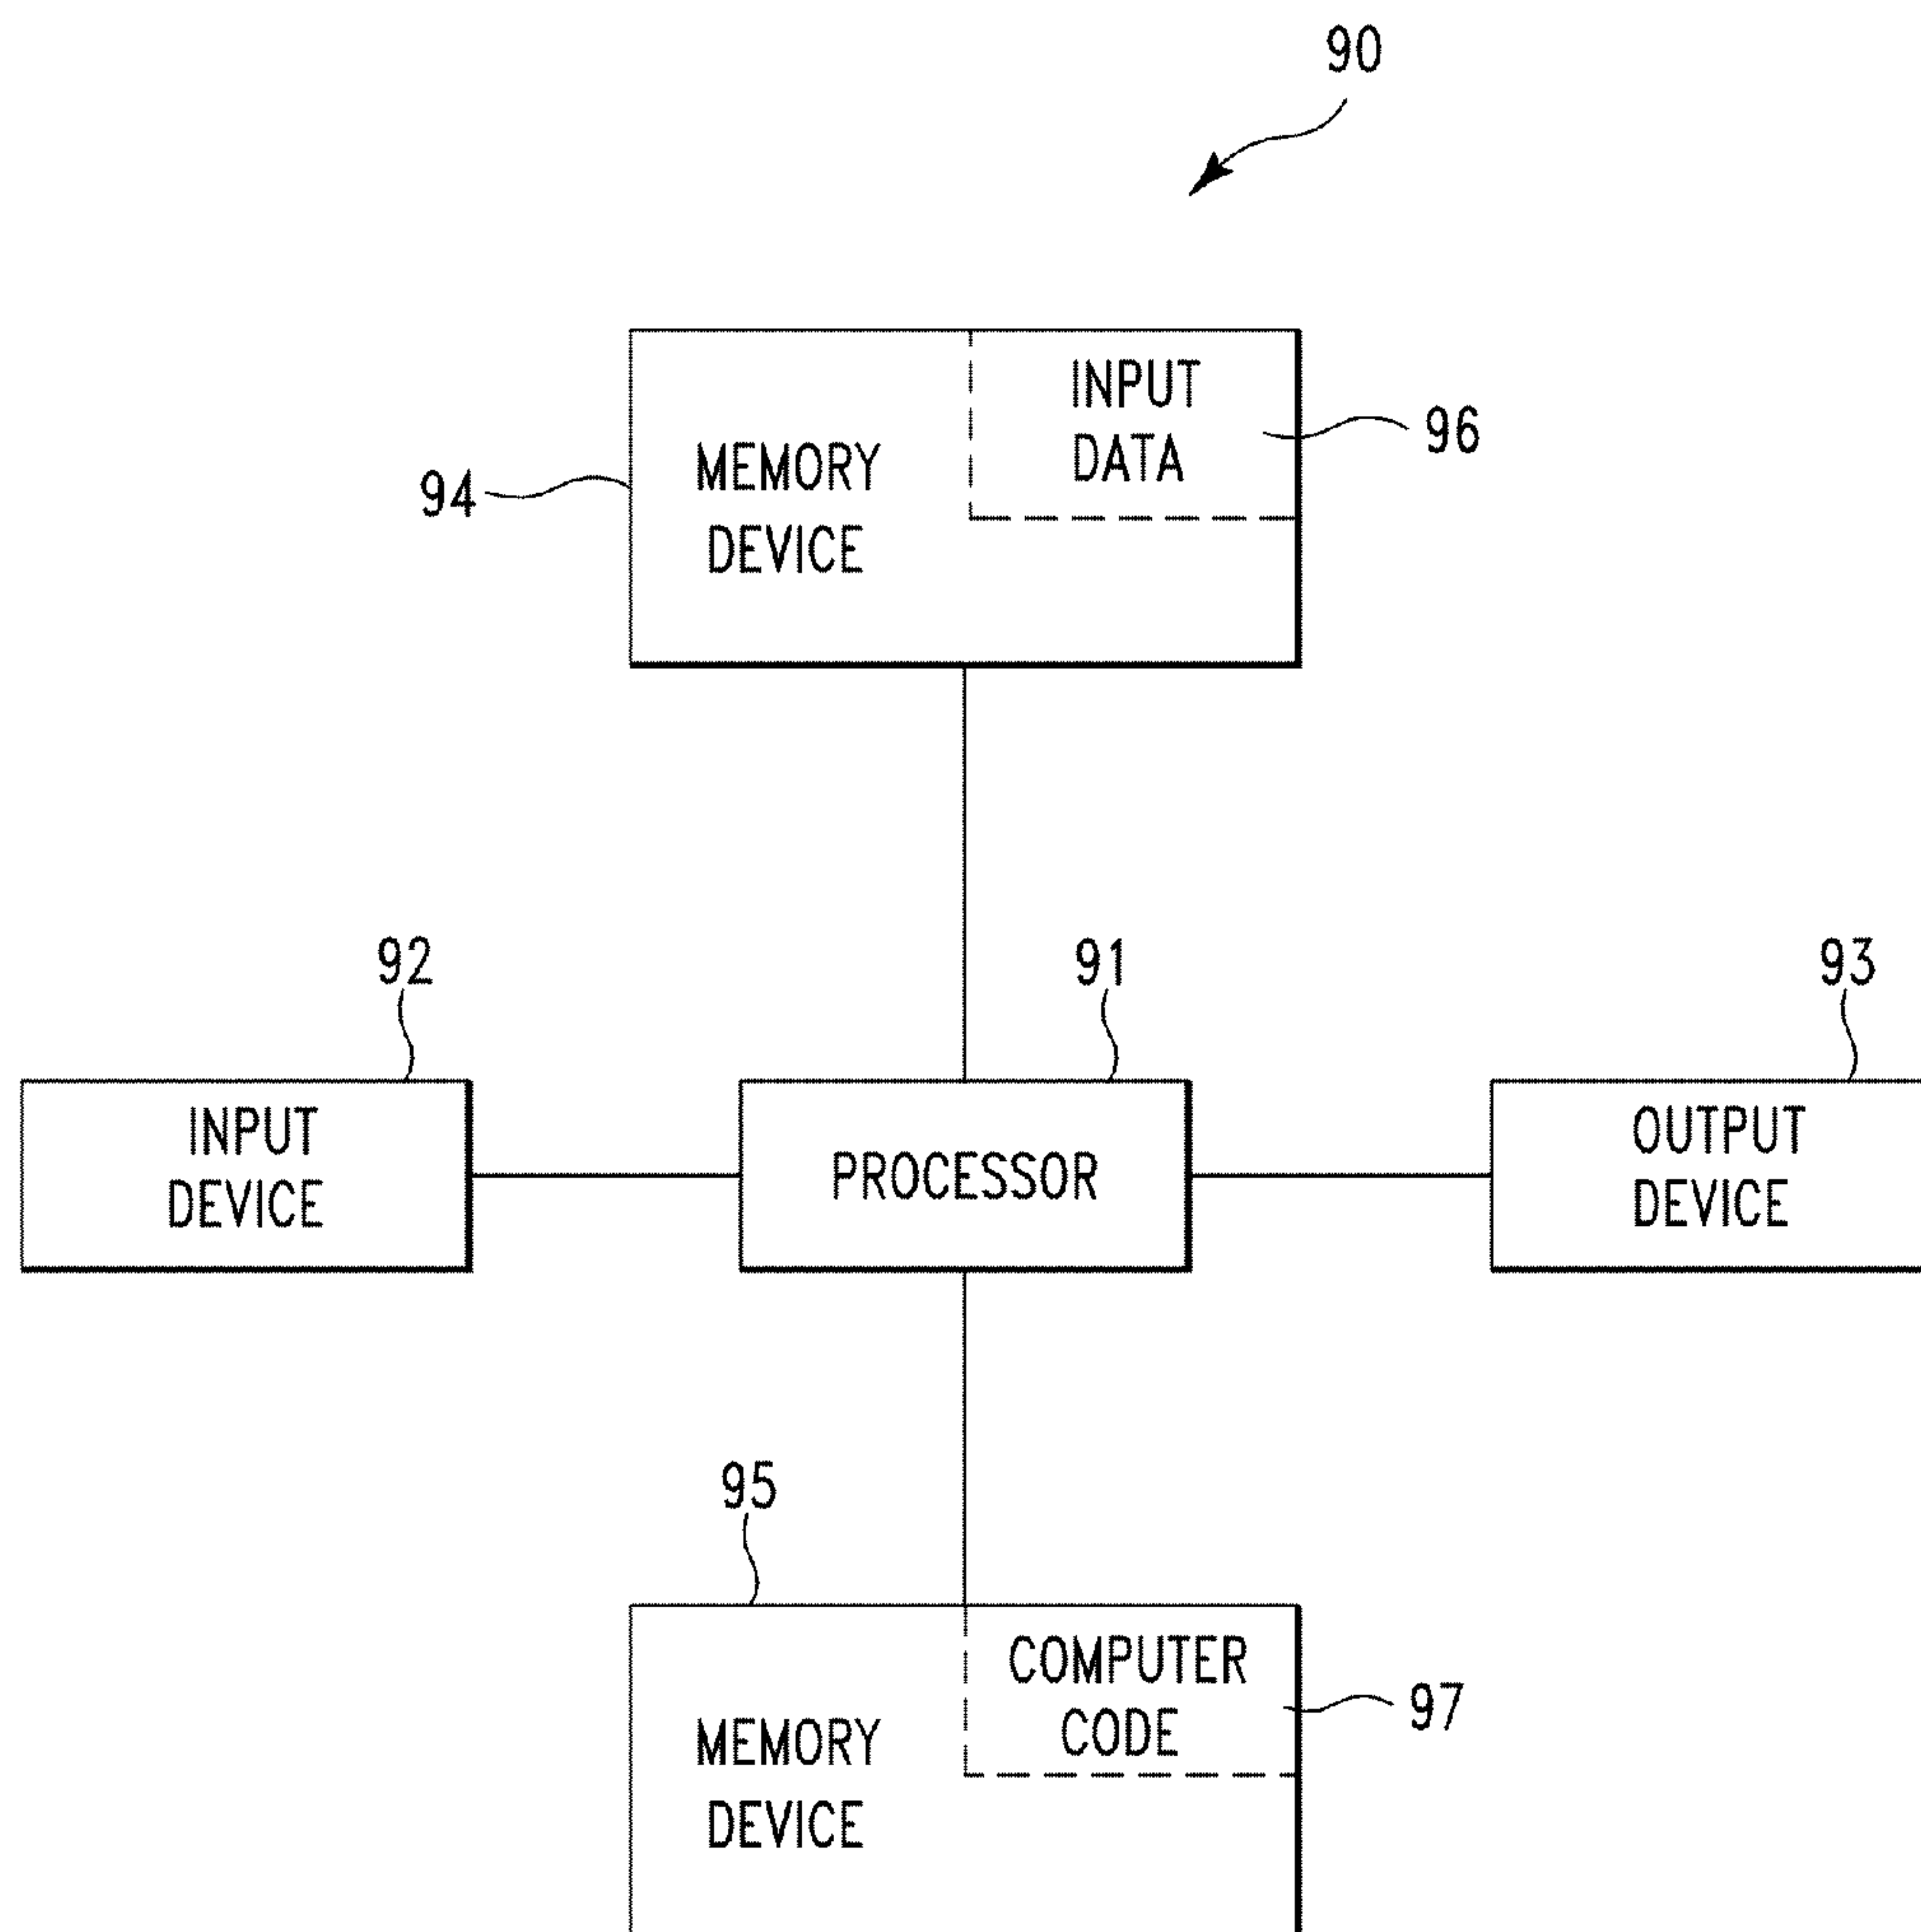 90
INPUT
DATA
96
MEMORY
DEVICE
94
92
91
93
INPUT
DEVICE
PROCESSOR
OUTPUT
DEVICE
95
COMPUTER
CODE
97
MEMORY
DEVICE